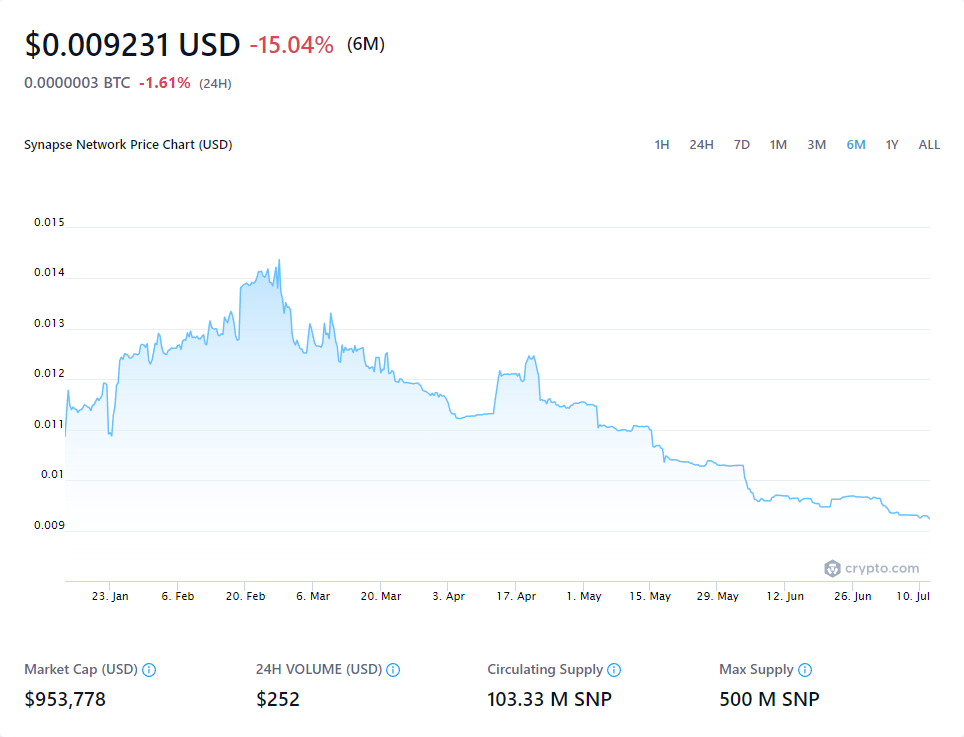 $0.009231 USD -15.04% (6M)
0.0000003 BTC -1.61% (24H)
Synapse Network Price Chart (USD) 1H 24H 7D 1M 3M 6M 1Y ALL
0.015
0.014
0.013
0.012
0.011
0.01
0.009
crypto.com
23. Jan 6. Feb 20. Feb 6. Mar 20. Mar 3. Apr 17. Apr 1. May 15. May 29. May 12. Jun 26. Jun 10. Jul
Market Cap (USD) 24H VOLUME (USD) Circulating Supply Max Supply
$953,778 $252 103.33 M SNP 500 M SNP